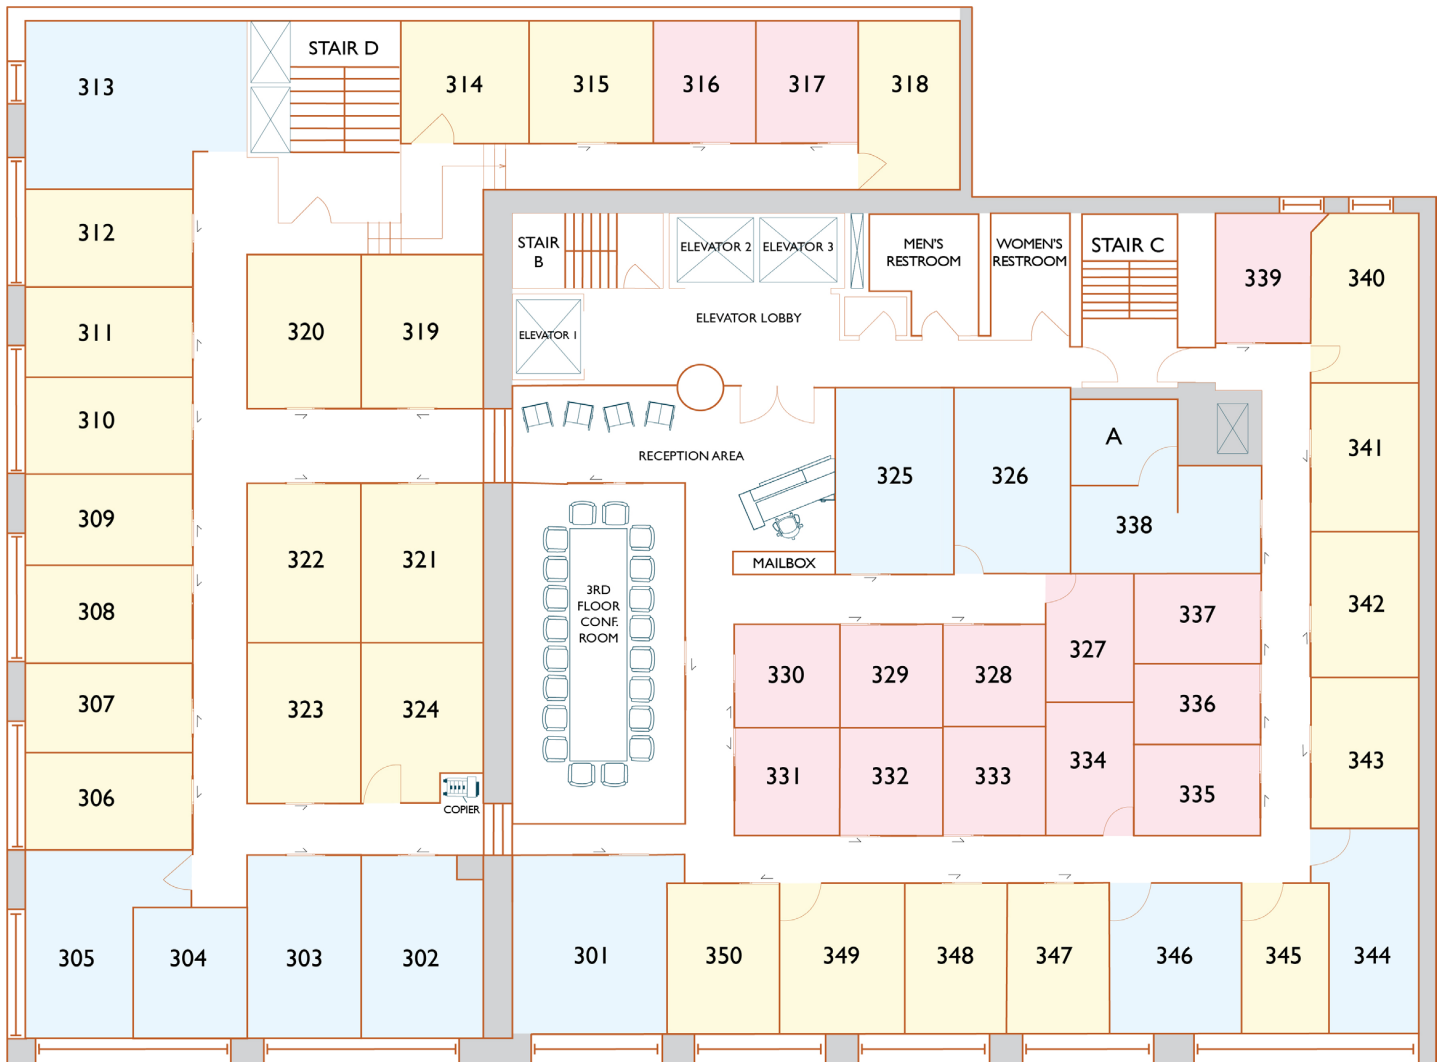 STAIR D
313
314
315
316
317
318
312
STAIR
B
ELEVATOR 2
ELEVATOR 3
MEN'S
RESTROOM
WOMEN'S
RESTROOM
STAIR C
339
340
311
320
319
ELEVATOR 1
ELEVATOR LOBBY
310
RECEPTION AREA
325
326
A
341
309
322
321
338
MAILBOX
308
3RD
FLOOR
CONF.
ROOM
337
342
327
307
323
324
330
329
328
336
306
COPIER
331
332
333
334
335
343
305
304
303
302
301
350
349
348
347
346
345
344